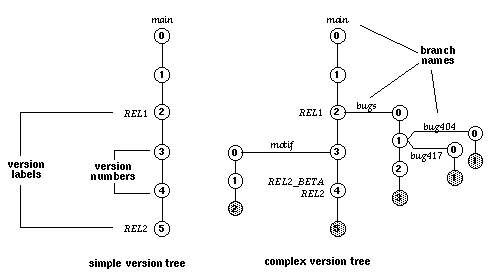 main
main
0
0
branch
names
1
1
REL1
2
REL1
2
bugs
0
bug404
0
version
labels
version
numbers
3
0
motif
3
1
bug417
0
1
4
1
REL2_BETA
REL2
4
2
1
2
3
REL2
5
5
simple version tree
complex version tree